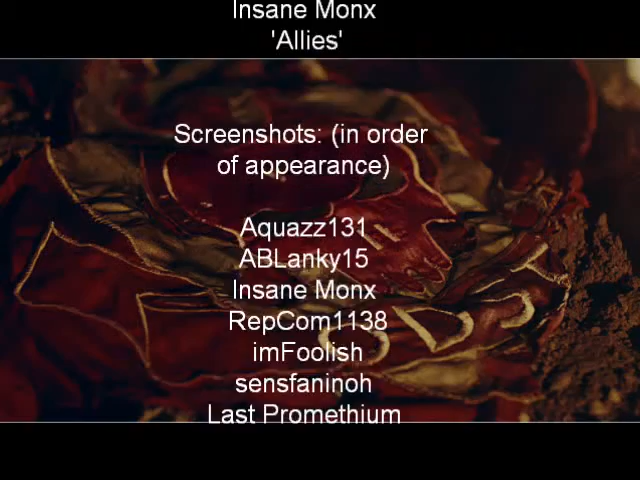 Insane Monx
'Allies'
Screenshots: (in order
of appearance)
Aquazz131
ABLanky15
Insane Monx
RepCom1138
imFoolish
sensfaninoh
Last Promethium